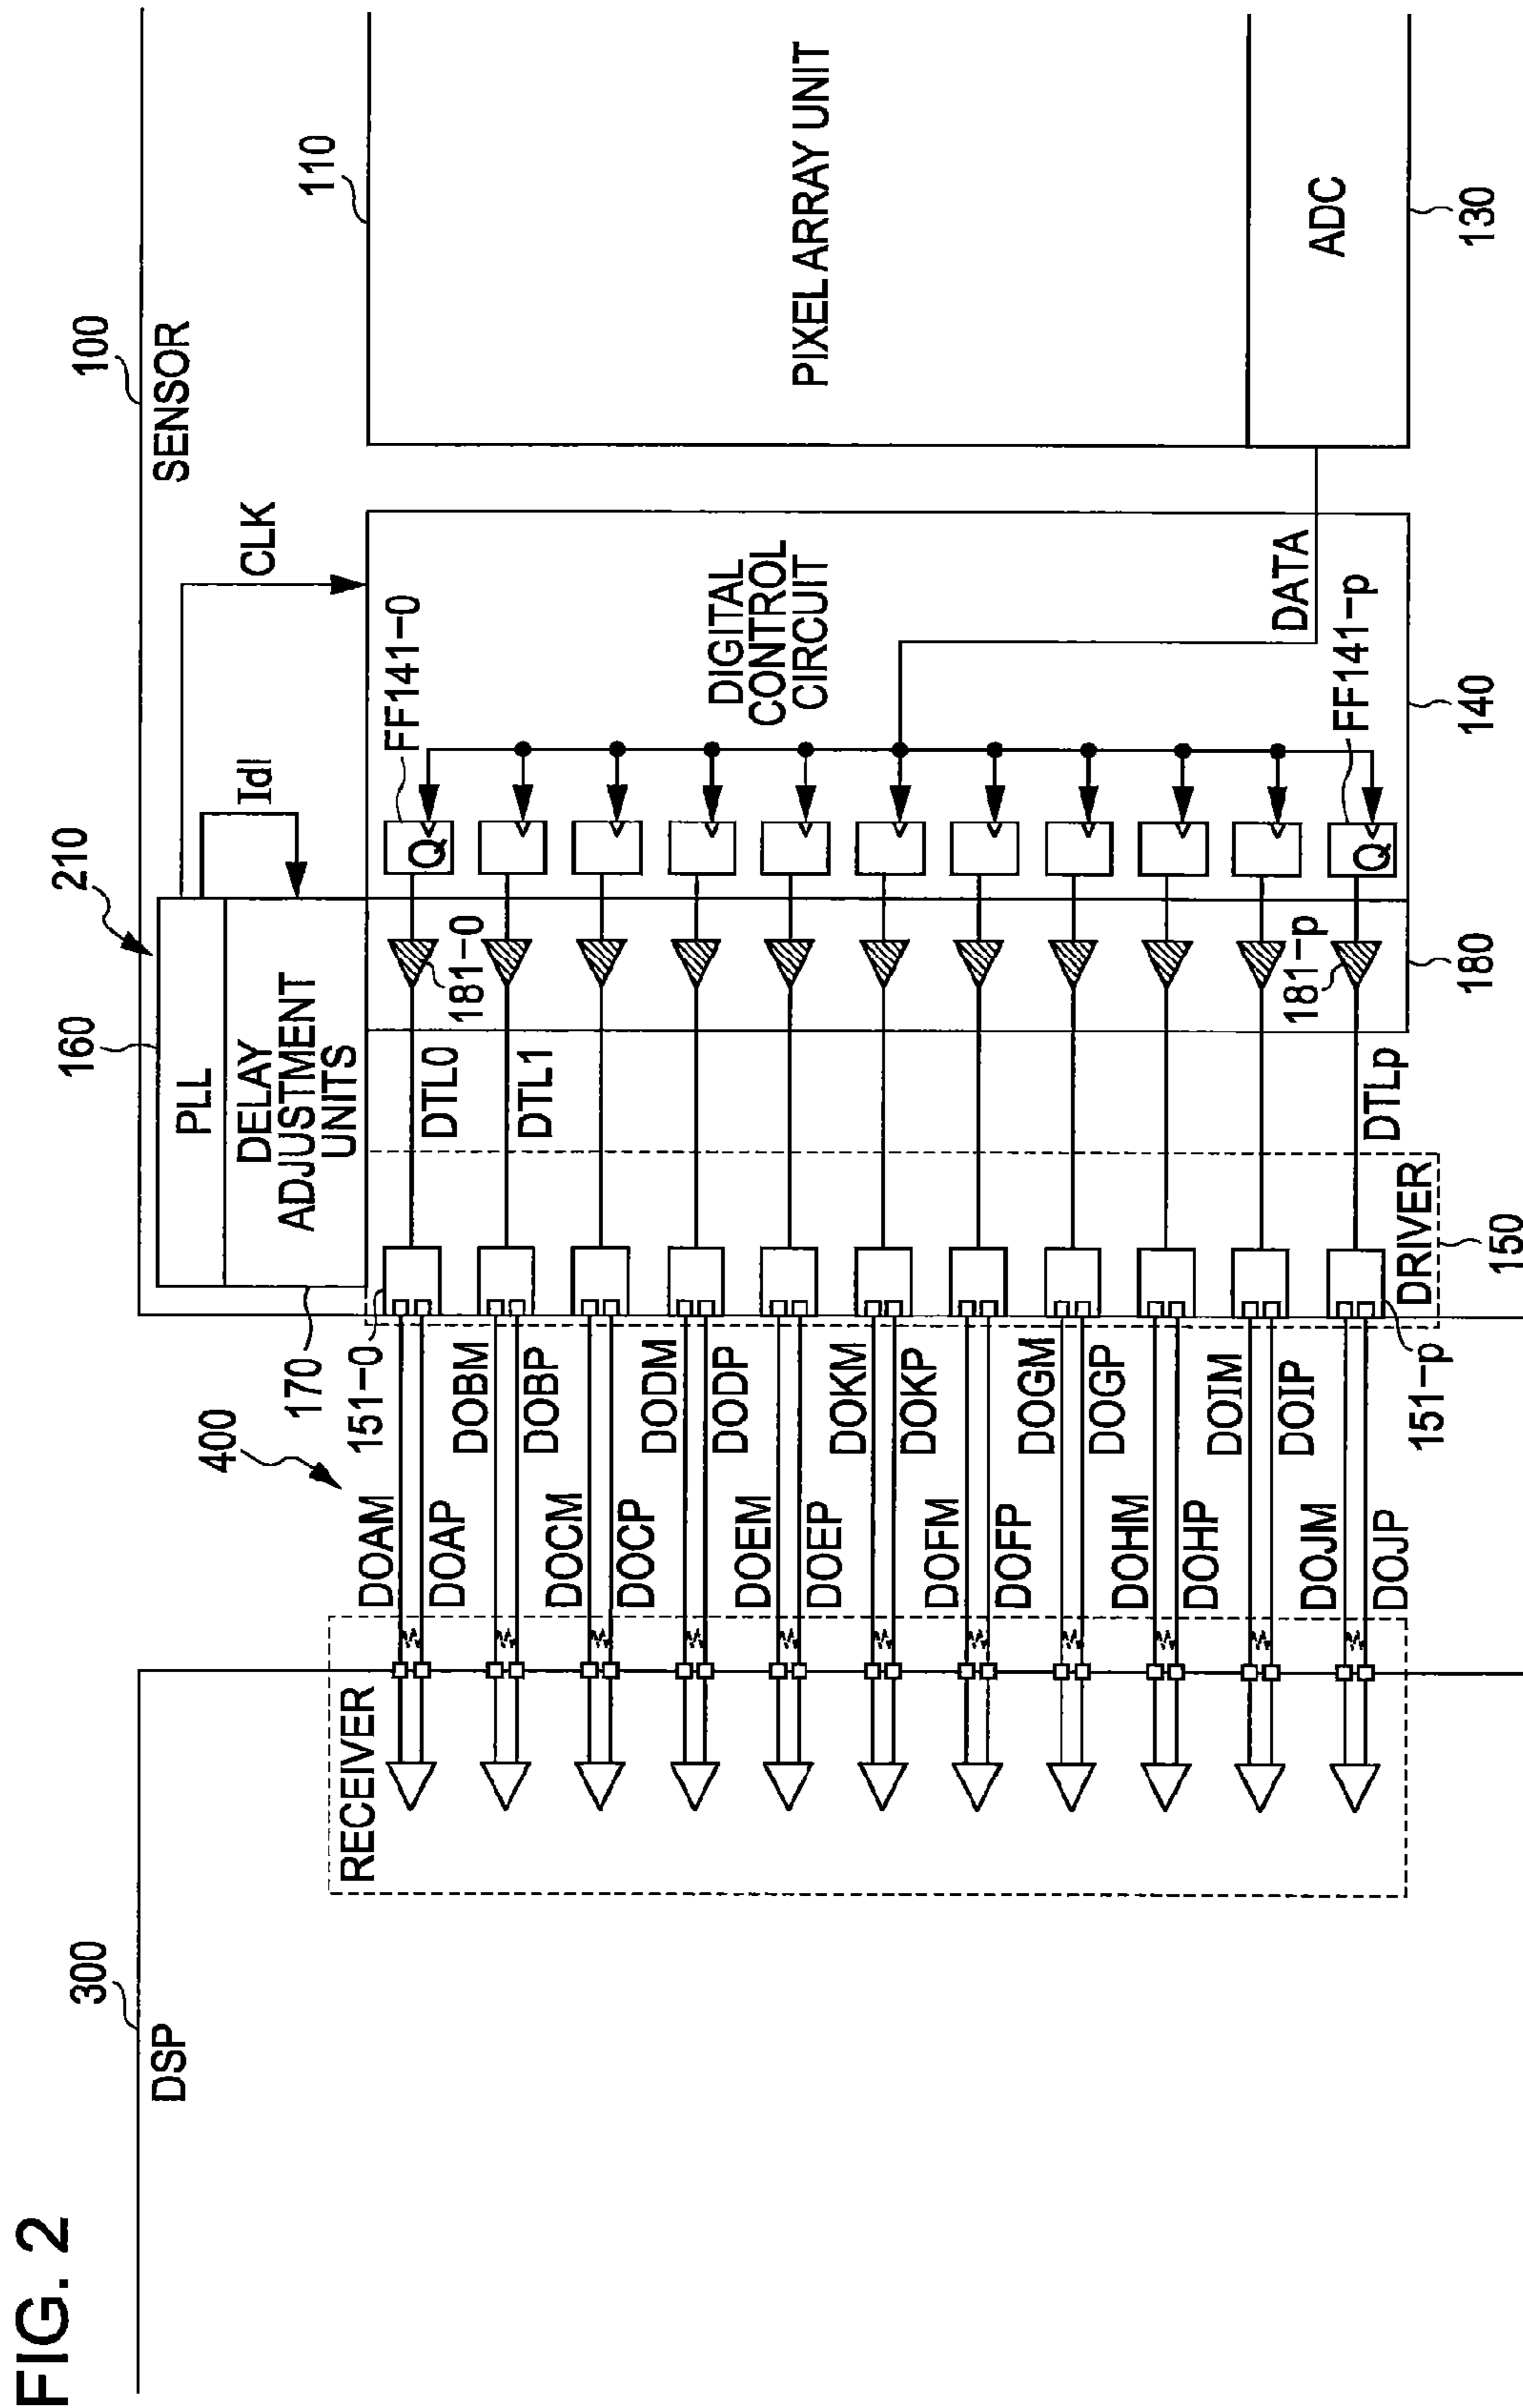 FIG. 2
300
DSP
RECEIVER
400
DOAM
DOAP
DOBM
DOBP
DOCM
DOCP
DODM
DODP
DOEM
DOEP
DOKM
DOKP
DOFM
DOFP
DOGM
DOGP
DOHM
DOHP
DOIM
DOIP
DOJM
DOJP
170
151-0
151-p
DRIVER
150
160
210
PLL
DELAY
ADJUSTMENT
UNITS
Idl
CLK
DTL0
DTL1
DTLp
181-0
181-p
180
FF141-0
Q
Q
FF141-p
DIGITAL
CONTROL
CIRCUIT
DATA
140
100
SENSOR
110
PIXEL ARRAY UNIT
ADC
130